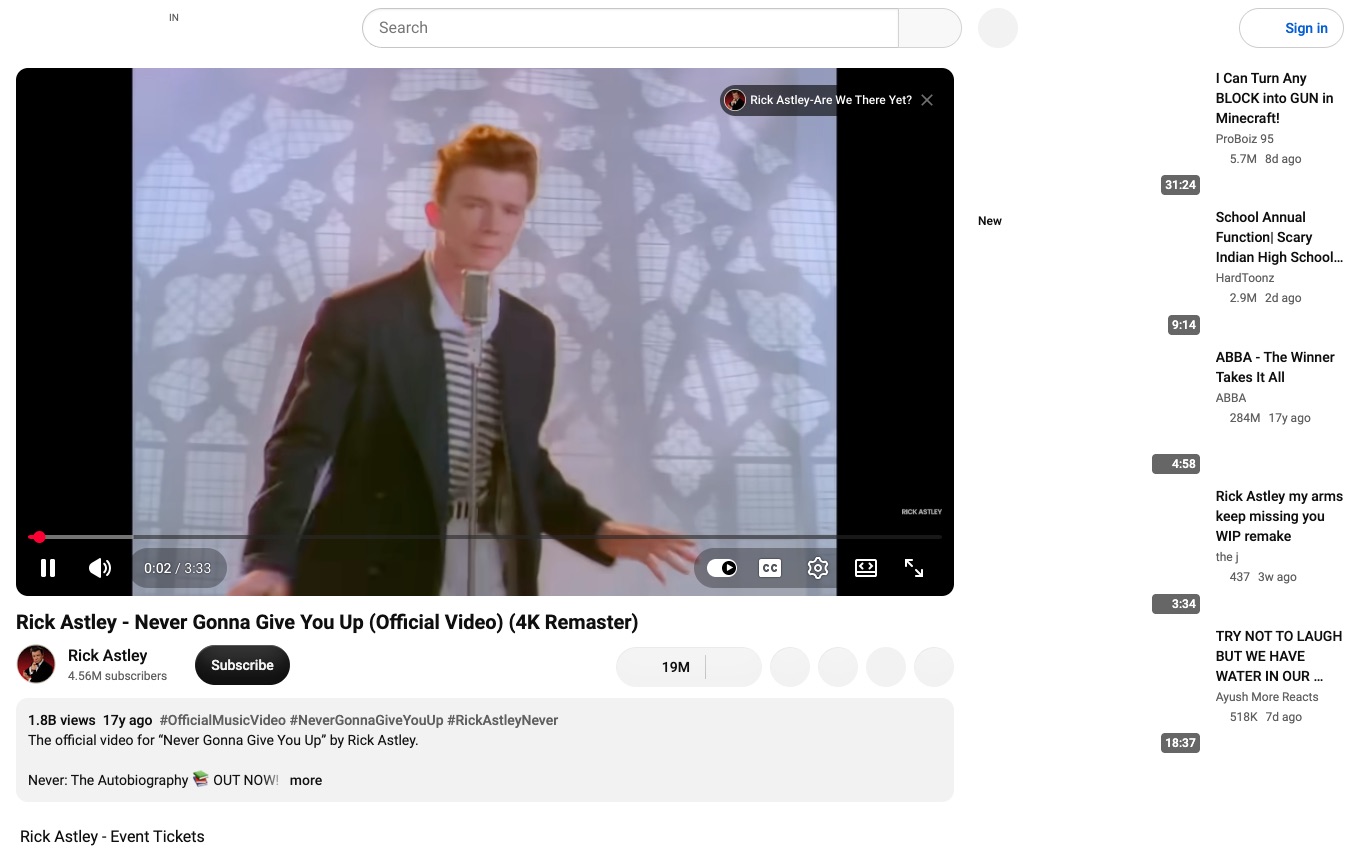 IN
Search
Sign in
Rick Astley-Are We There Yet?
RICK ASTLEY
0:02 / 3:33
CC
Rick Astley - Never Gonna Give You Up (Official Video) (4K Remaster)
Rick Astley
4.56M subscribers
Subscribe
19M
1.8B views 17y ago #OfficialMusicVideo #NeverGonnaGiveYouUp #RickAstleyNever
The official video for “Never Gonna Give You Up” by Rick Astley.
Never: The Autobiography 📚 OUT NOW! more
Rick Astley - Event Tickets
I Can Turn Any
BLOCK into GUN in
Minecraft!
ProBoiz 95
5.7M 8d ago
31:24
New
School Annual
Function| Scary
Indian High School...
HardToonz
2.9M 2d ago
9:14
ABBA - The Winner
Takes It All
ABBA
284M 17y ago
4:58
Rick Astley my arms
keep missing you
WIP remake
the j
437 3w ago
3:34
TRY NOT TO LAUGH
BUT WE HAVE
WATER IN OUR ...
Ayush More Reacts
518K 7d ago
18:37